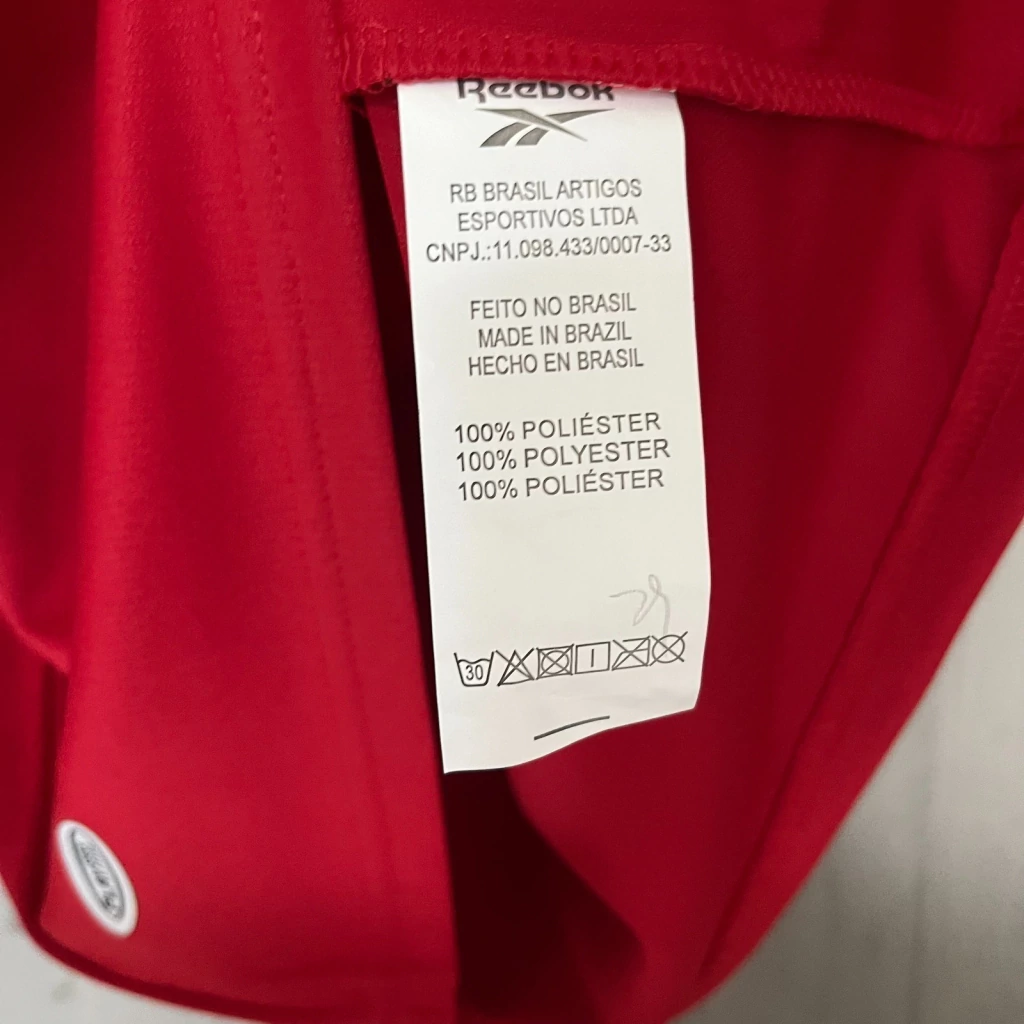 Reebok
RB BRASIL ARTIGOS
ESPORTIVOS LTDA
CNPJ.:11.098.433/0007-33
FEITO NO BRASIL
MADE IN BRAZIL
HECHO EN BRASIL
100% POLIÉSTER
100% POLYESTER
100% POLIÉSTER
30